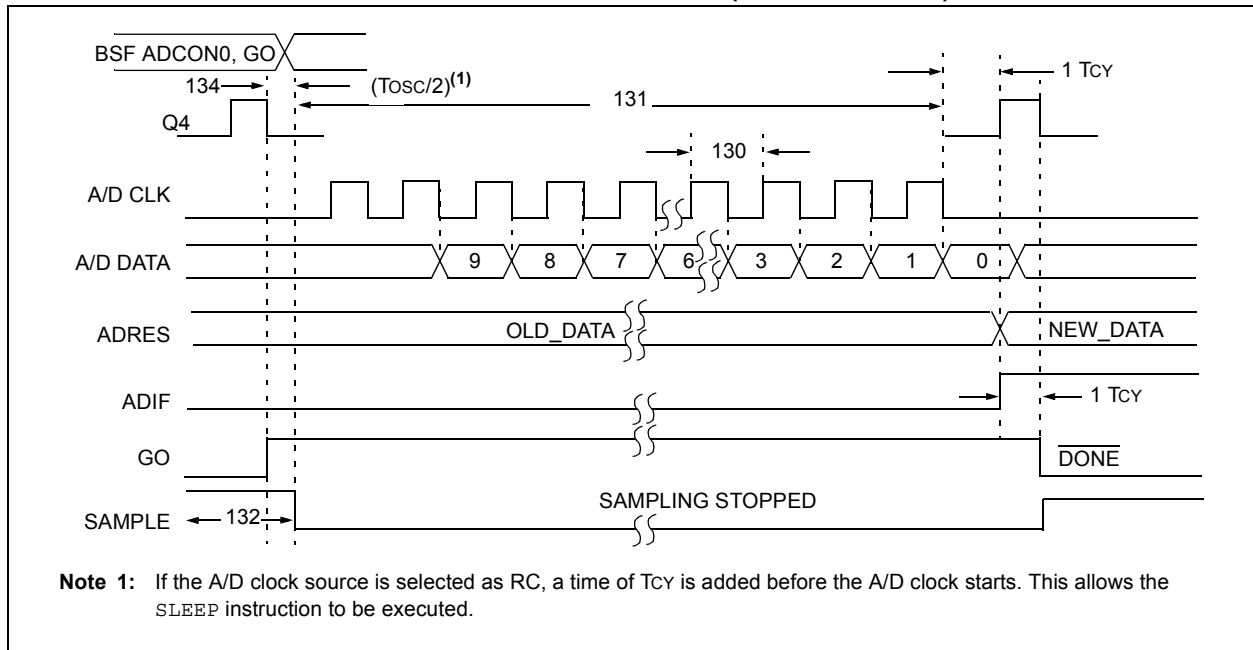 BSF ADCON0, GO
134
(TOSC/2)(1)
131
1 TCY
Q4
130
A/D CLK
A/D DATA
9 8 7 6 3 2 1 0
ADRES
OLD_DATA
NEW_DATA
ADIF
1 TCY
GO
DONE
SAMPLING STOPPED
SAMPLE
132
Note 1: If the A/D clock source is selected as RC, a time of TCY is added before the A/D clock starts. This allows the
SLEEP instruction to be executed.